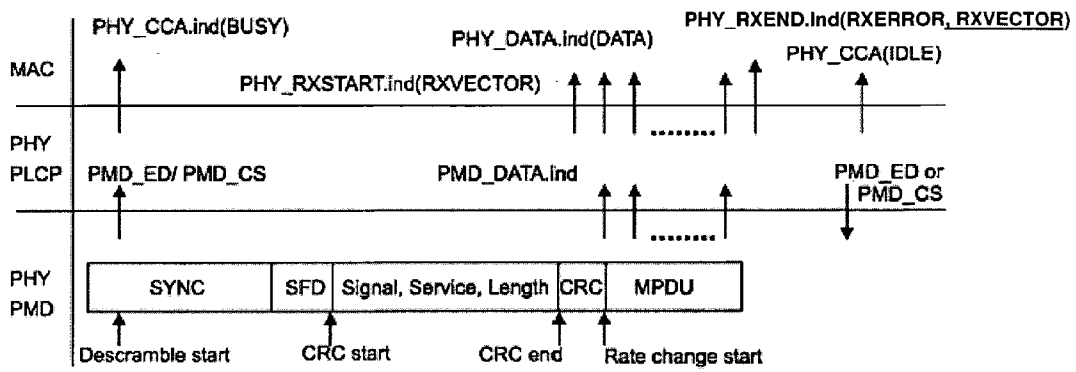 PHY_CCA.ind(BUSY)
PHY_DATA.ind(DATA)
PHY_RXEND.Ind(RXERROR, RXVECTOR)
PHY_CCA(IDLE)
MAC
PHY_RXSTART.ind(RXVECTOR)
PHY
PLCP
PMD_ED/ PMD_CS
PMD_DATA.ind
PMD_ED or
PMD_CS
PHY
PMD
SYNC
SFD
Signal, Service, Length
CRC
MPDU
Descramble start
CRC start
CRC end
Rate change start